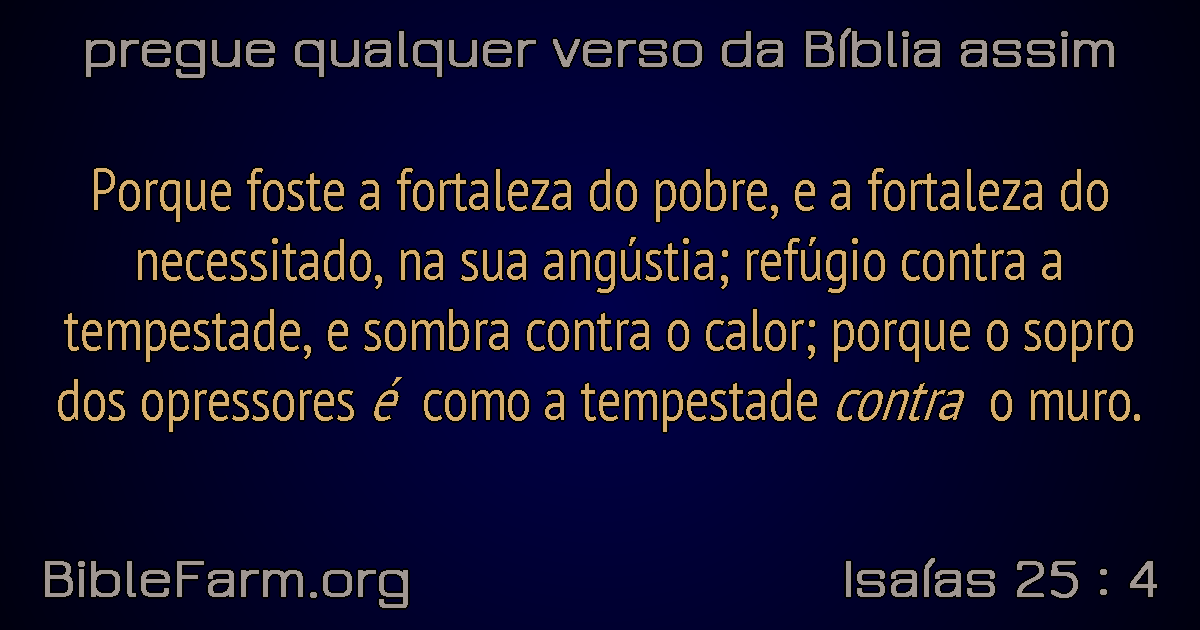 pregue qualquer verso da Bíblia assim
Porque foste a fortaleza do pobre, e a fortaleza do
necessitado, na sua angústia; refúgio contra a
tempestade, e sombra contra o calor; porque o sopro
dos opressores é como a tempestade contra o muro.
BibleFarm.org
Isaías 25 : 4